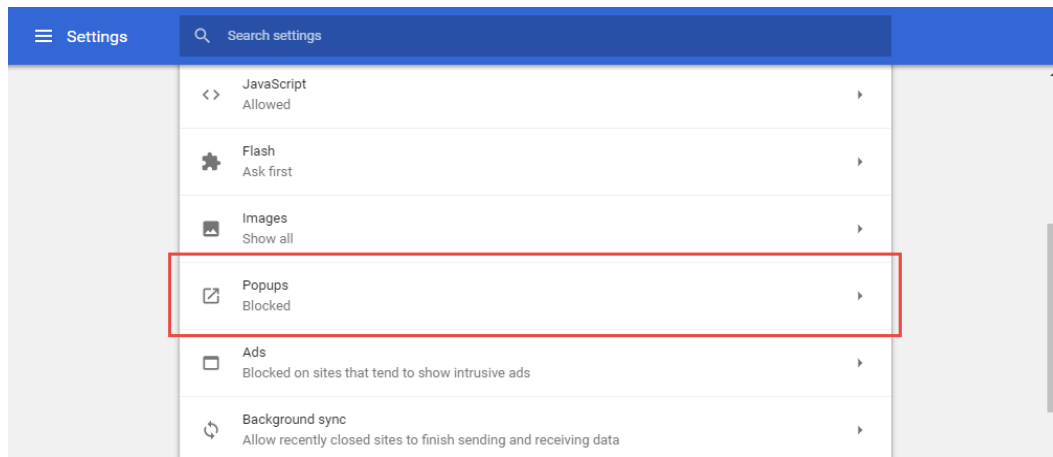 Settings
Search settings
JavaScript
Allowed
Flash
Ask first
Images
Show all
Popups
Blocked
Ads
Blocked on sites that tend to show intrusive ads
Background sync
Allow recently closed sites to finish sending and receiving data